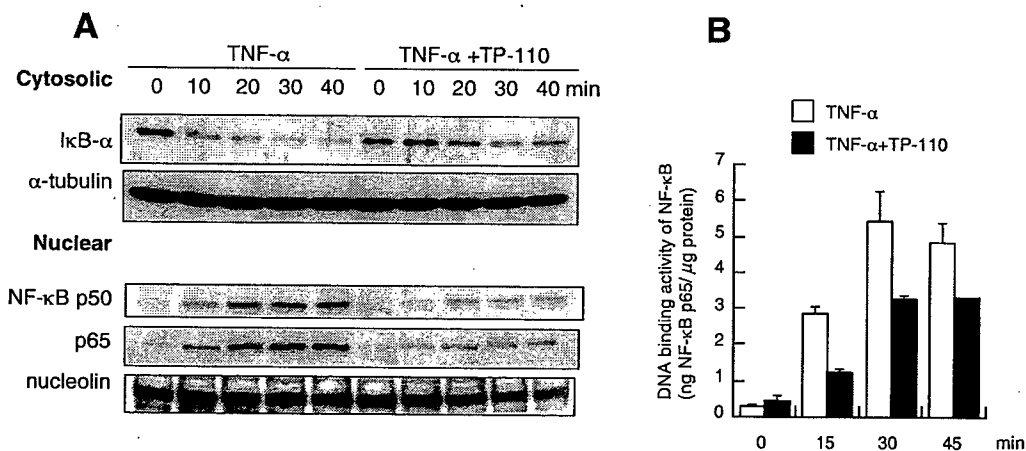 A
TNF-α TNF-α +TP-110
Cytosolic 0 10 20 30 40 0 10 20 30 40 min
IκB-α
α-tubulin
Nuclear
NF-κB p50
p65
nucleolin
B
TNF-α
TNF-α+TP-110
DNA binding activity of NF-κB
(ng NF-κB p65/μg protein)
7
6
5
4
3
2
1
0
0 15 30 45 min